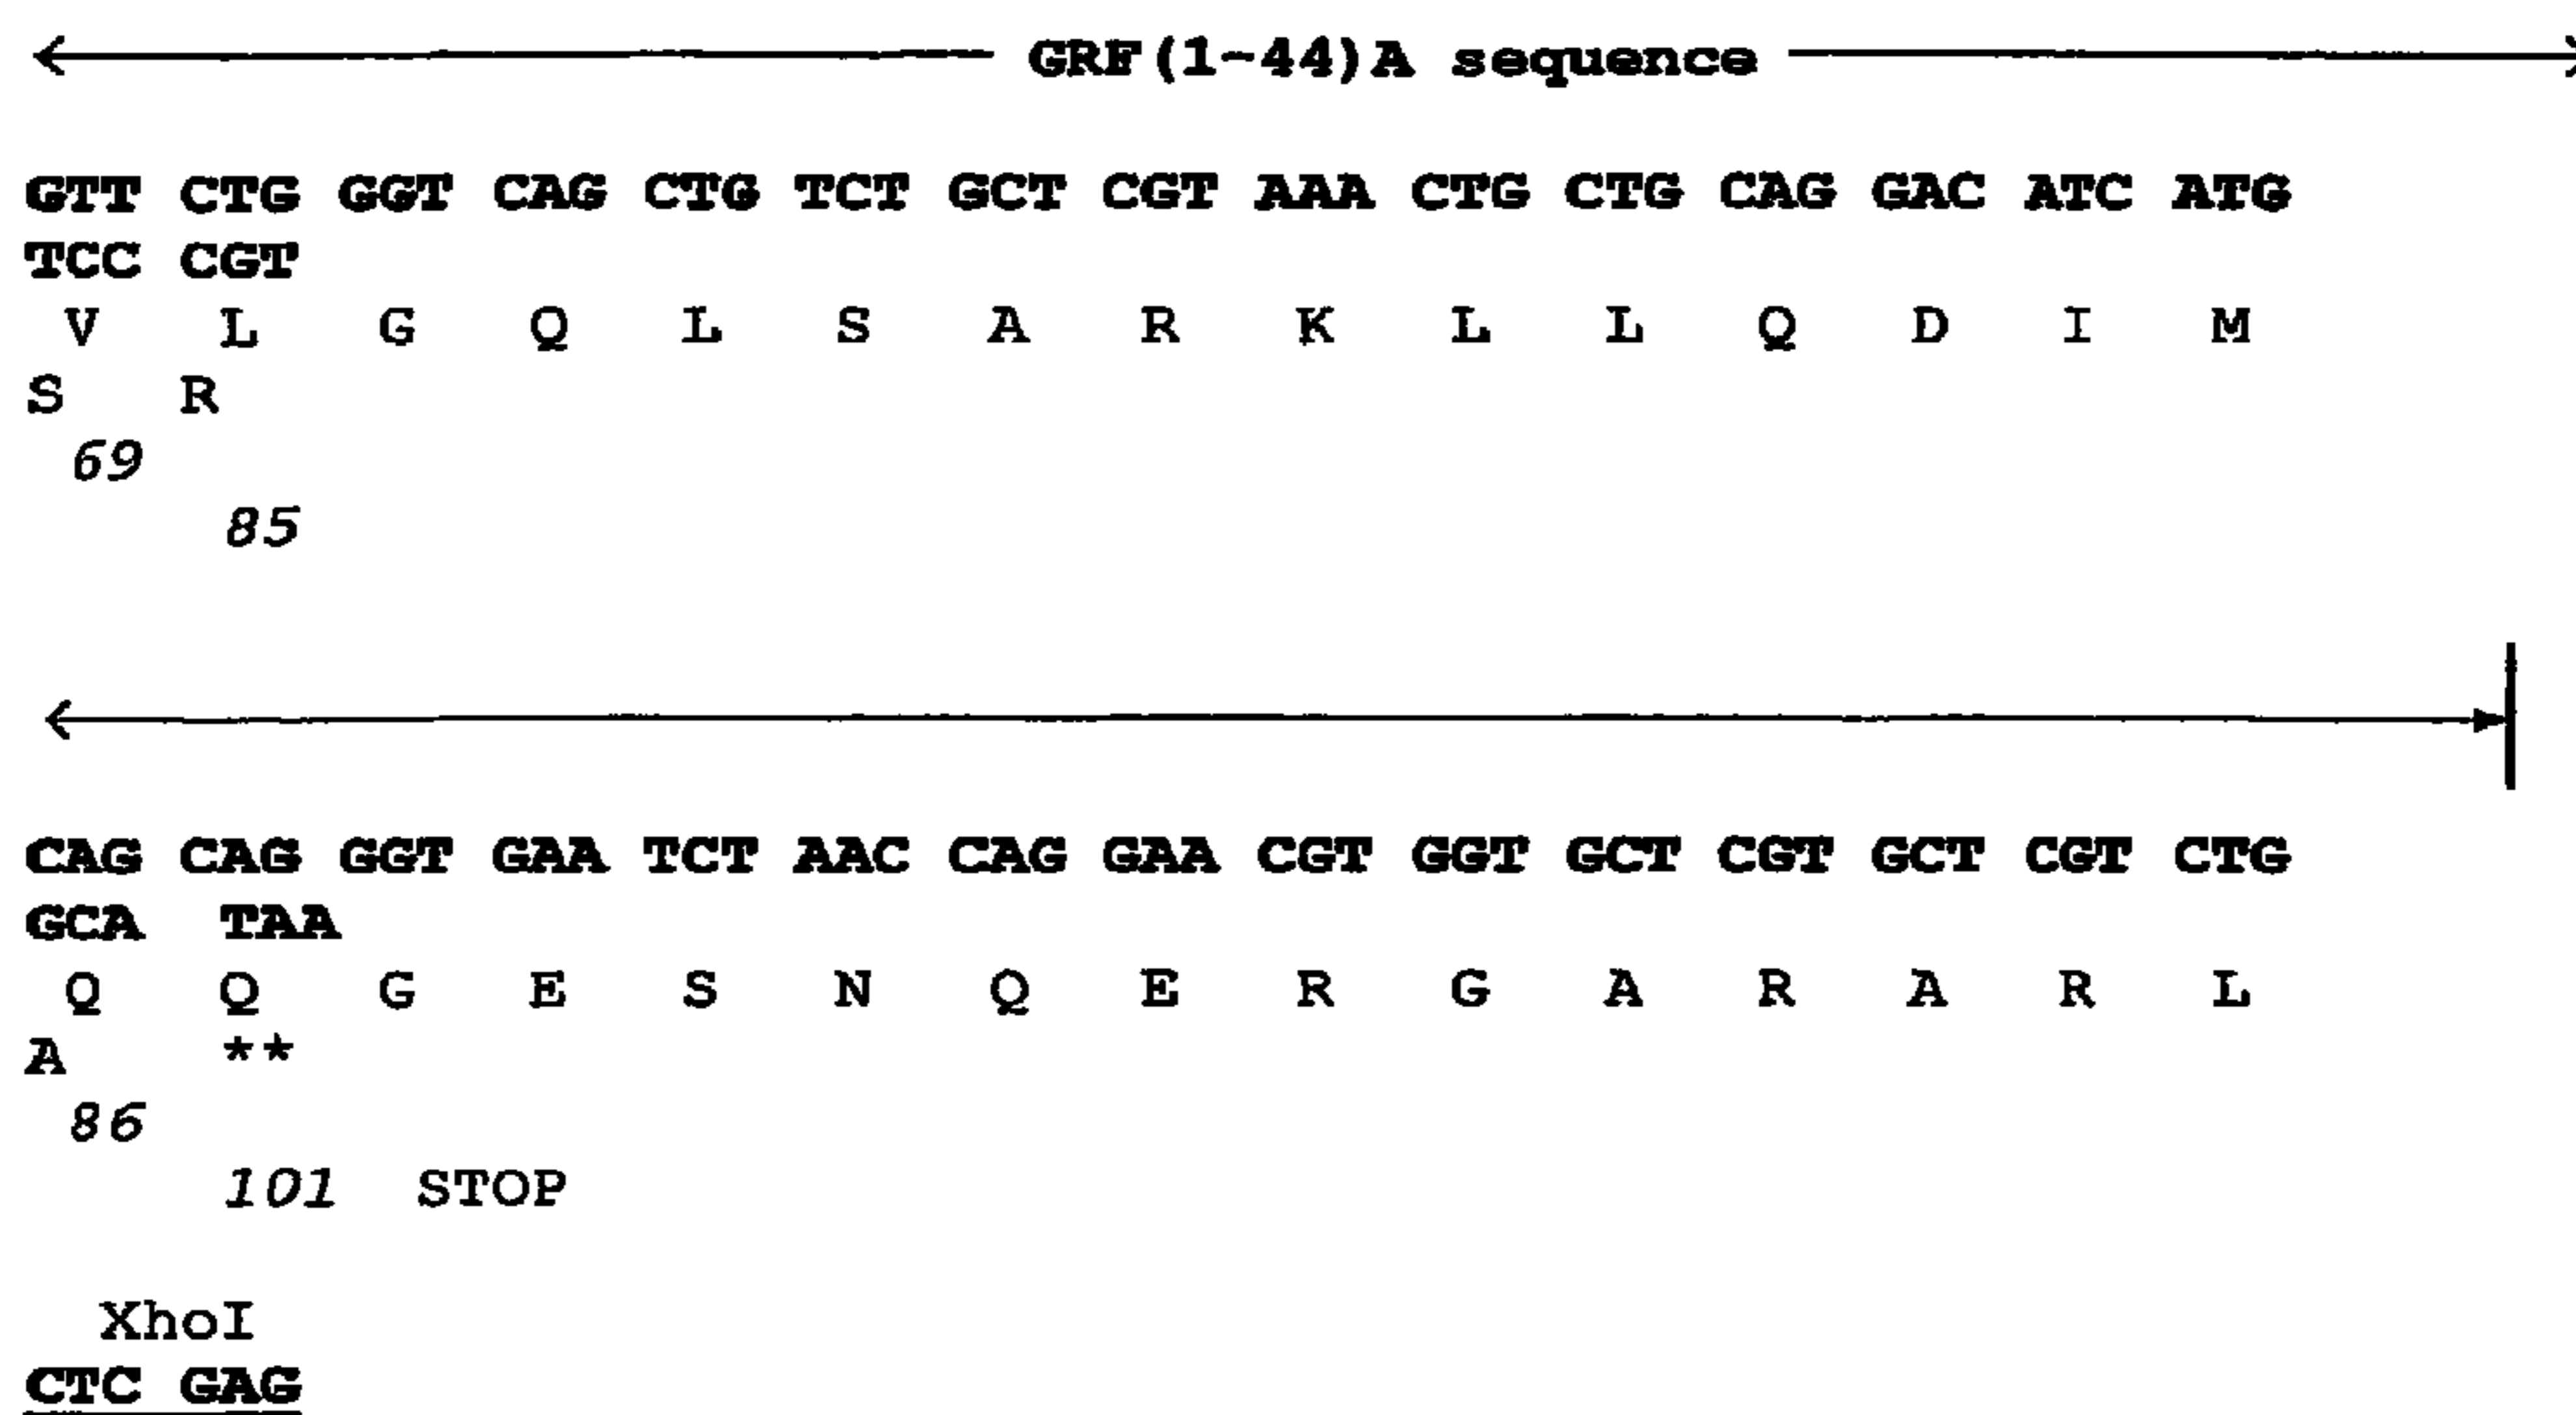 GRF(1-44)A sequence
GTT CTG GGT CAG CTG TCT GCT CGT AAA CTG CTG CAG GAC ATC ATG
TCC CGT
V L G Q L S A R K L L Q D I M
S R
69
85
CAG CAG GGT GAA TCT AAC CAG GAA CGT GGT GCT CGT GCT CGT CTG
GCA TAA
Q Q G E S N Q E R G A R A R L
A **
86
101 STOP
XhoI
CTC GAG